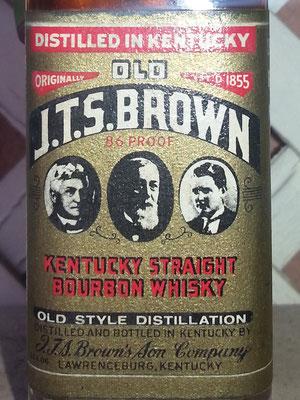 DISTILLED IN KENTUCKY
OLD
ORIGINALLY 1855
J.T.S. BROWN
86 PROOF
KENTUCKY STRAIGHT
BOURBON WHISKY
OLD STYLE DISTILLATION
DISTILLED AND BOTTLED IN KENTUCKY BY
J.T.S. Brown's Son Company
LAWRENCEBURG, KENTUCKY